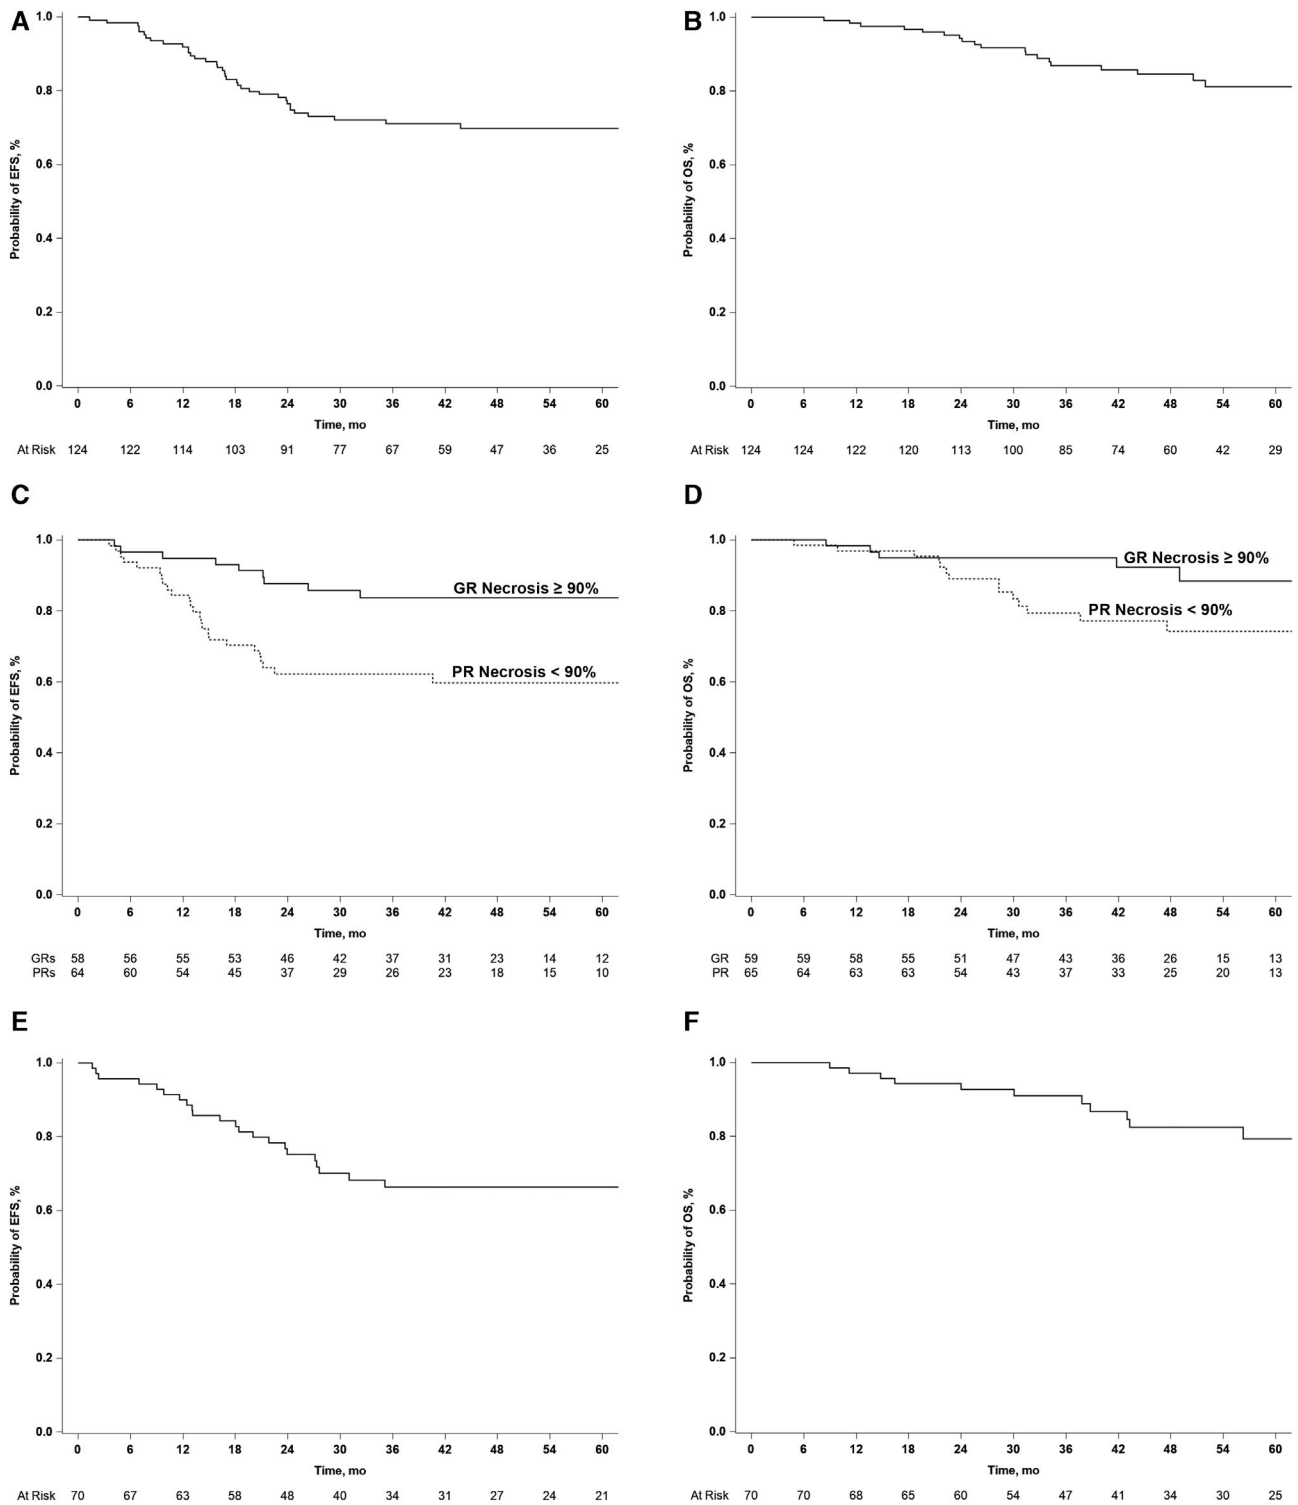 A
Probability of EFS, %
1.0
0.8
0.6
0.4
0.2
0.0
0 6 12 18 24 30 36 42 48 54 60
Time, mo
At Risk 124 122 114 103 91 77 67 59 47 36 25
B
Probability of OS, %
1.0
0.8
0.6
0.4
0.2
0.0
0 6 12 18 24 30 36 42 48 54 60
Time, mo
At Risk 124 124 122 120 113 100 85 74 60 42 29
C
Probability of EFS, %
1.0
0.8
0.6
0.4
0.2
0.0
GR Necrosis ≥ 90%
PR Necrosis < 90%
0 6 12 18 24 30 36 42 48 54 60
Time, mo
GRs 58 56 55 53 46 42 37 31 23 14 12
PRs 64 60 54 45 37 29 26 23 18 15 10
D
Probability of OS, %
1.0
0.8
0.6
0.4
0.2
0.0
GR Necrosis ≥ 90%
PR Necrosis < 90%
0 6 12 18 24 30 36 42 48 54 60
Time, mo
GR 59 59 58 55 51 47 43 36 26 15 13
PR 65 64 63 63 54 43 37 33 25 20 13
E
Probability of EFS, %
1.0
0.8
0.6
0.4
0.2
0.0
0 6 12 18 24 30 36 42 48 54 60
Time, mo
At Risk 70 67 63 58 48 40 34 31 27 24 21
F
Probability of OS, %
1.0
0.8
0.6
0.4
0.2
0.0
0 6 12 18 24 30 36 42 48 54 60
Time, mo
At Risk 70 70 68 65 60 54 47 41 34 30 25